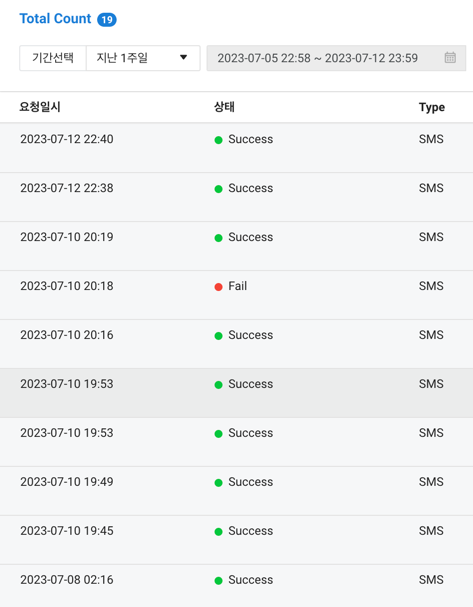 Total Count 19
기간선택 지난 1주일 2023-07-05 22:58 ~ 2023-07-12 23:59
요청일시 상태 Type
2023-07-12 22:40 Success SMS
2023-07-12 22:38 Success SMS
2023-07-10 20:19 Success SMS
2023-07-10 20:18 Fail SMS
2023-07-10 20:16 Success SMS
2023-07-10 19:53 Success SMS
2023-07-10 19:53 Success SMS
2023-07-10 19:49 Success SMS
2023-07-10 19:45 Success SMS
2023-07-08 02:16 Success SMS